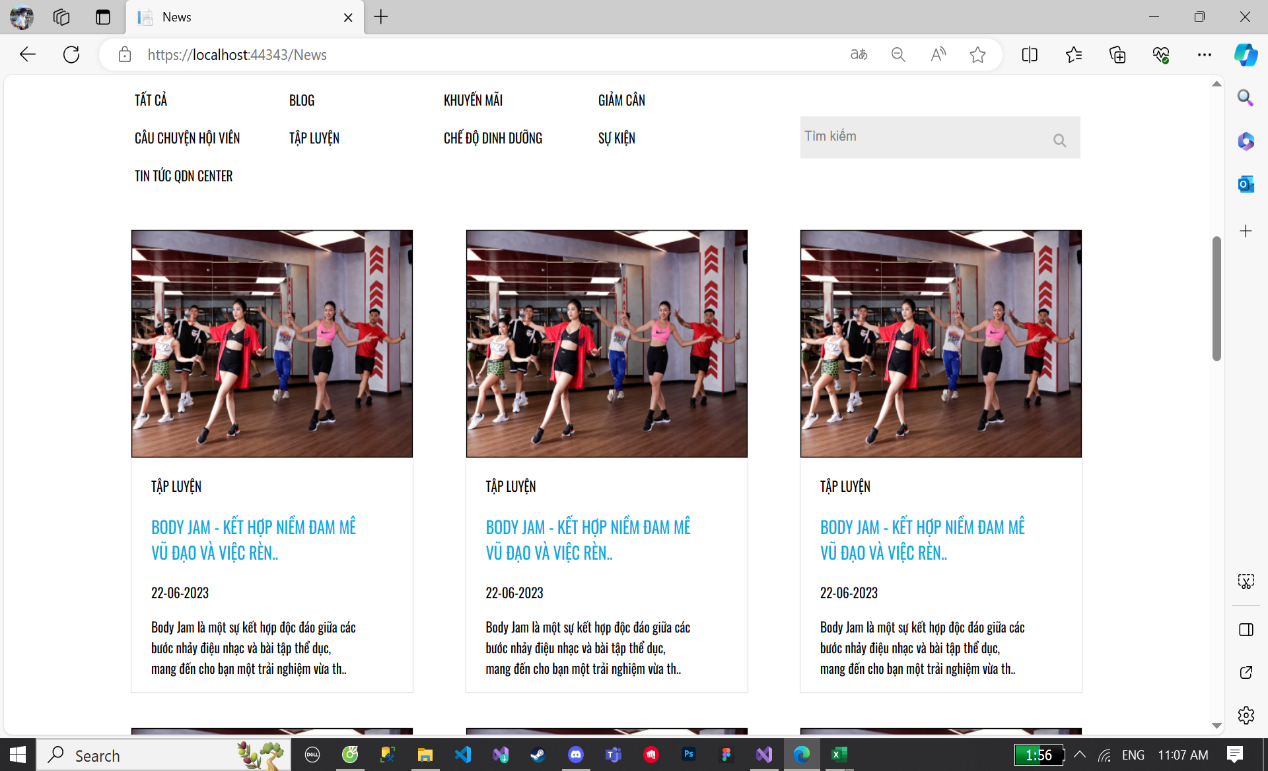 News
https://localhost:44343/News
TẤT CẢ
BLOG
KHUYẾN MÃI
GIẢM CÂN
CÂU CHUYỆN HỘI VIÊN
TẬP LUYỆN
CHẾ ĐỘ DINH DƯỠNG
SỰ KIỆN
Tìm kiếm
TIN TỨC QDN CENTER
TẬP LUYỆN
BODY JAM - KẾT HỢP NIỀM ĐAM MÊ
VŨ ĐẠO VÀ VIỆC RÈN..
22-06-2023
Body Jam là một sự kết hợp độc đáo giữa các
bước nhảy điệu nhạc và bài tập thể dục,
mang đến cho bạn một trải nghiệm vừa th..
TẬP LUYỆN
BODY JAM - KẾT HỢP NIỀM ĐAM MÊ
VŨ ĐẠO VÀ VIỆC RÈN..
22-06-2023
Body Jam là một sự kết hợp độc đáo giữa các
bước nhảy điệu nhạc và bài tập thể dục,
mang đến cho bạn một trải nghiệm vừa th..
TẬP LUYỆN
BODY JAM - KẾT HỢP NIỀM ĐAM MÊ
VŨ ĐẠO VÀ VIỆC RÈN..
22-06-2023
Body Jam là một sự kết hợp độc đáo giữa các
bước nhảy điệu nhạc và bài tập thể dục,
mang đến cho bạn một trải nghiệm vừa th..
Search
DELL
Ps
1:56
ENG
11:07 AM